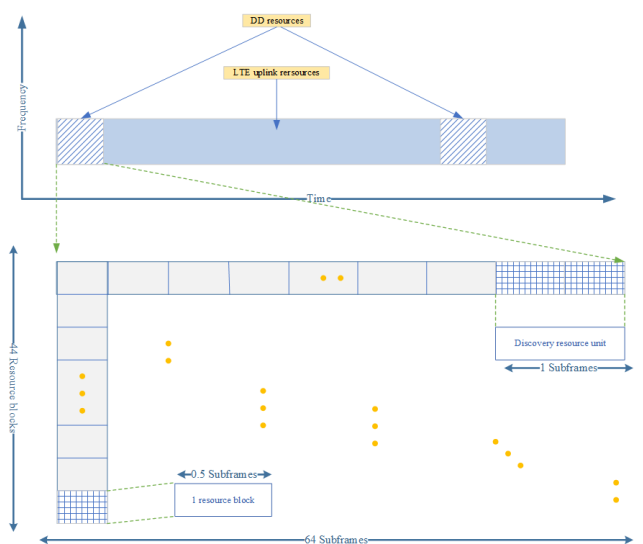 DD resources
LTE uplink rersources
Frequency
Time
44 Resource blocks
Discovery resource unit
1 Subframes
0.5 Subframes
1 resource block
64 Subframes